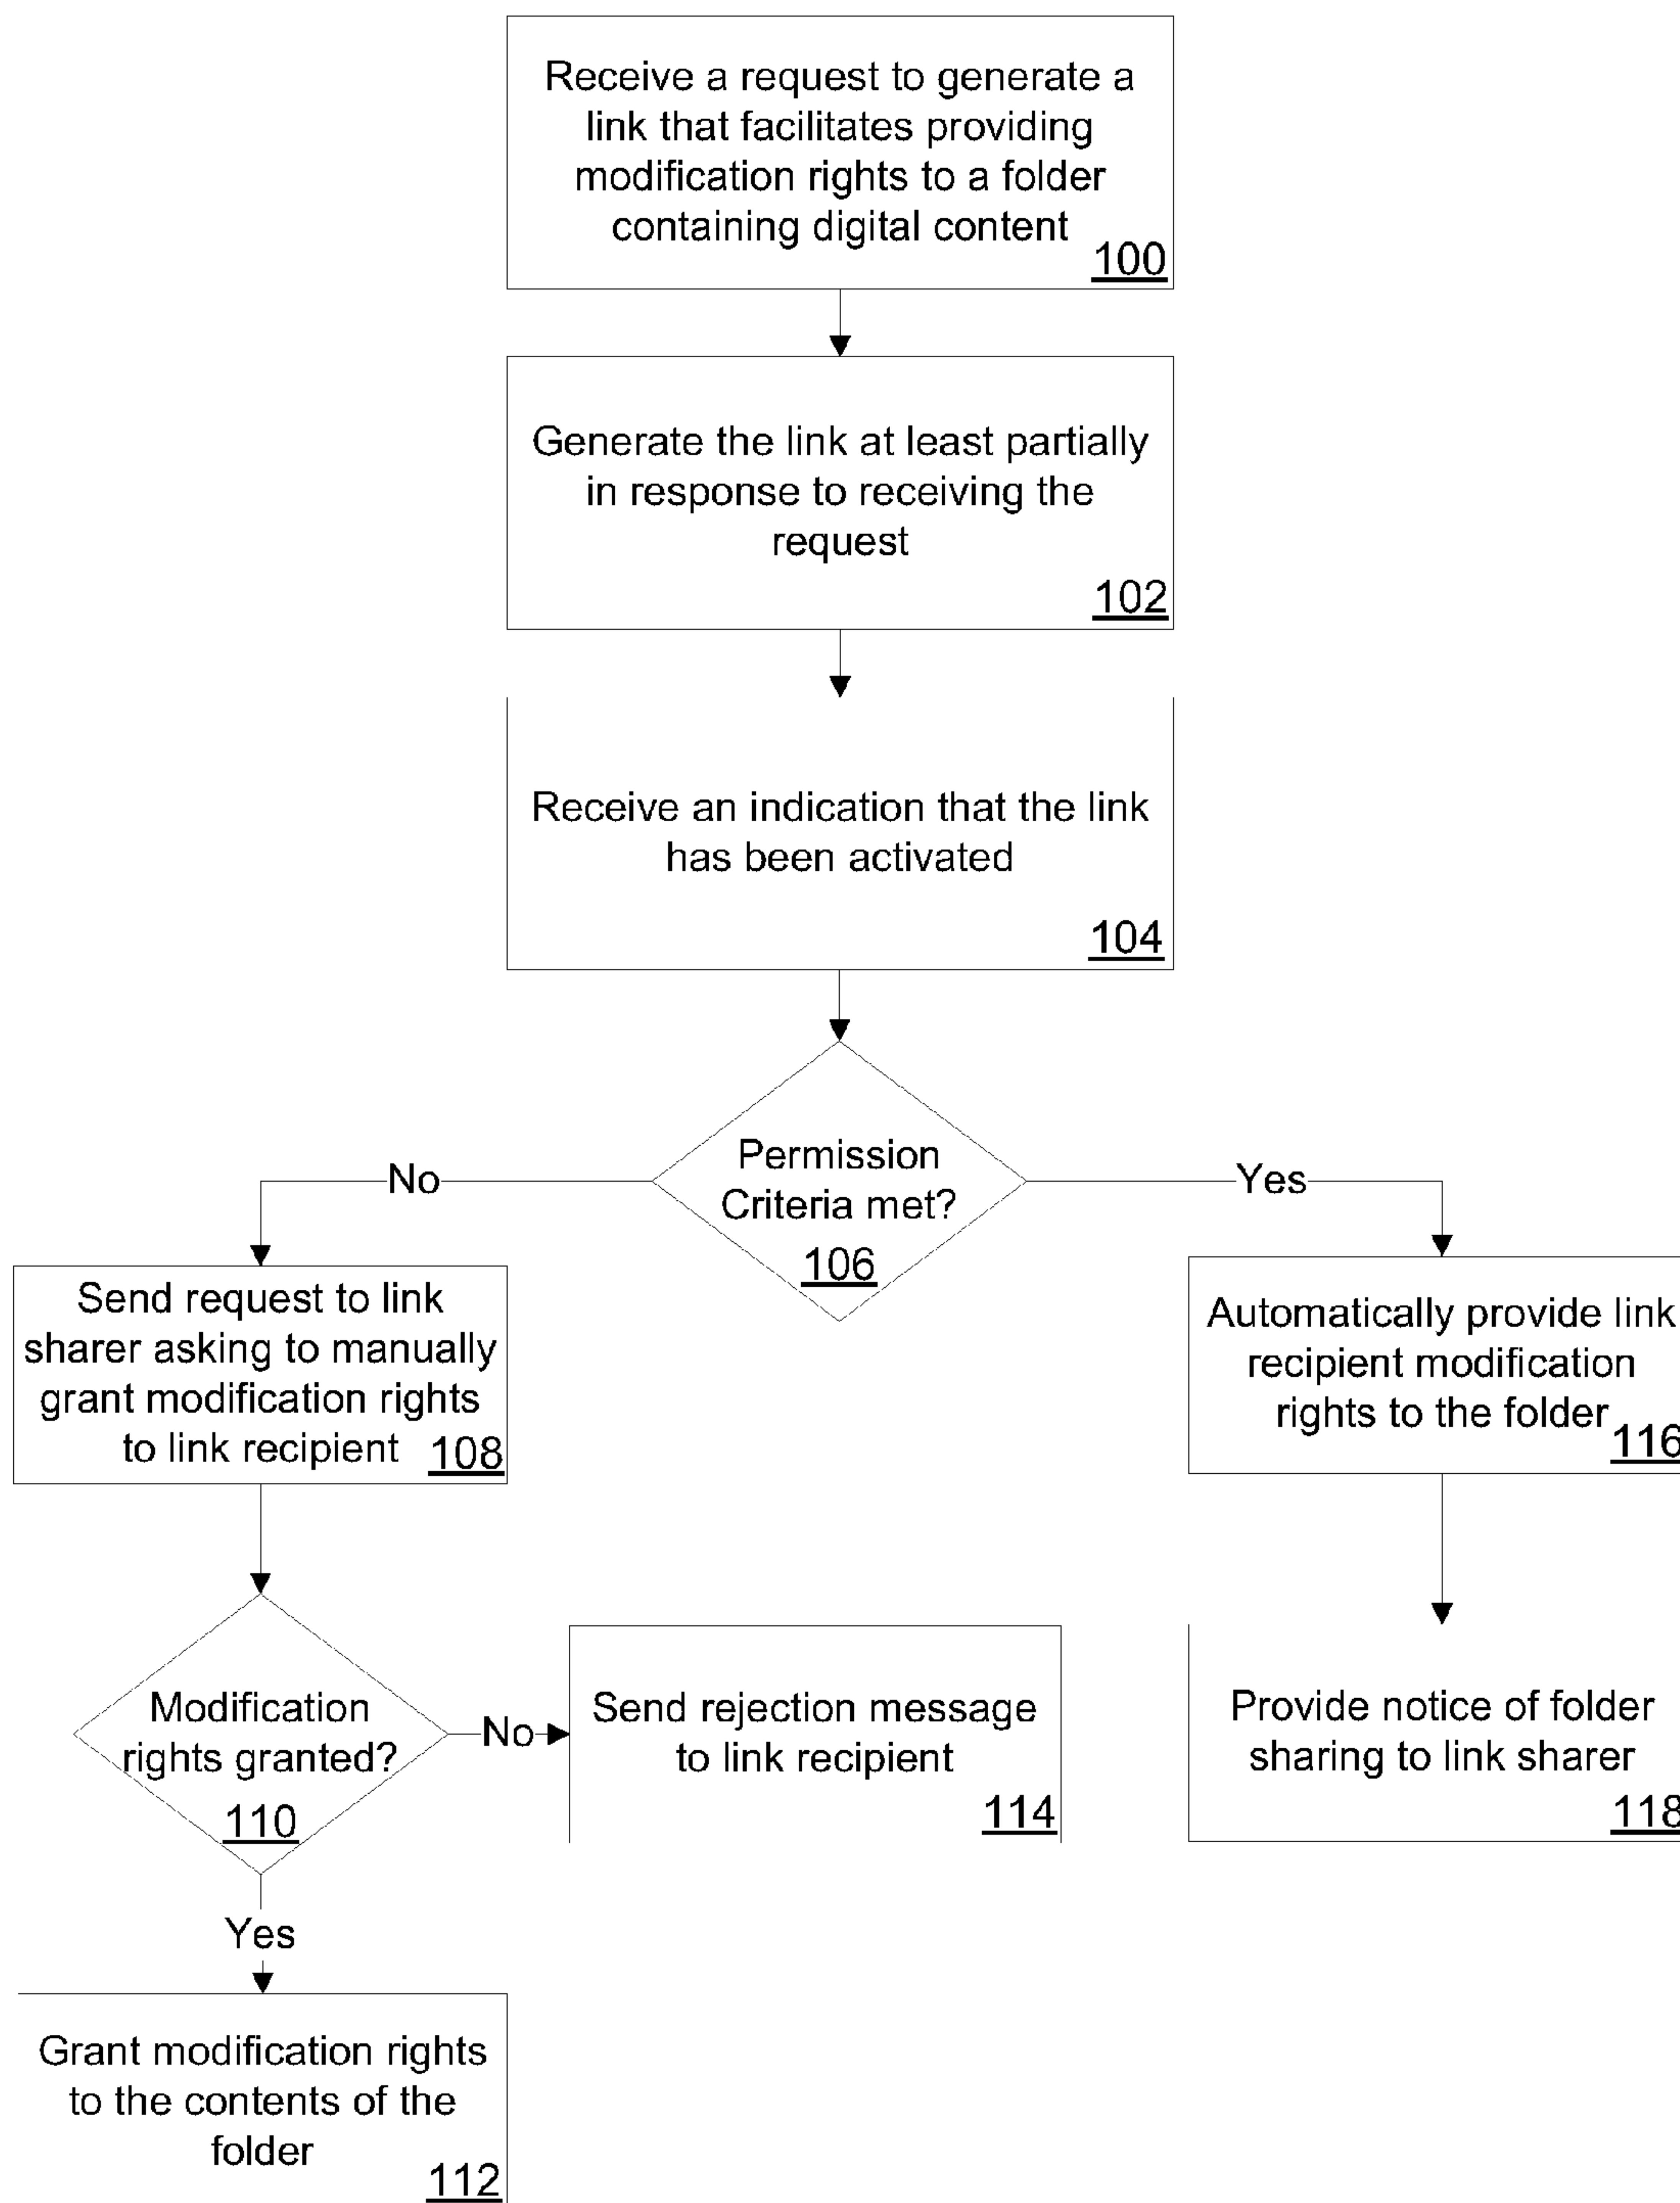 Receive a request to generate a
link that facilitates providing
modification rights to a folder
containing digital content
100
Generate the link at least partially
in response to receiving the
request
102
Receive an indication that the link
has been activated
104
Permission
Criteria met?
106
No
Yes
Send request to link
sharer asking to manually
grant modification rights
to link recipient 108
Automatically provide link
recipient modification
rights to the folder
116
Modification
rights granted?
110
No
Send rejection message
to link recipient
114
Provide notice of folder
sharing to link sharer
118
Yes
Grant modification rights
to the contents of the
folder
112